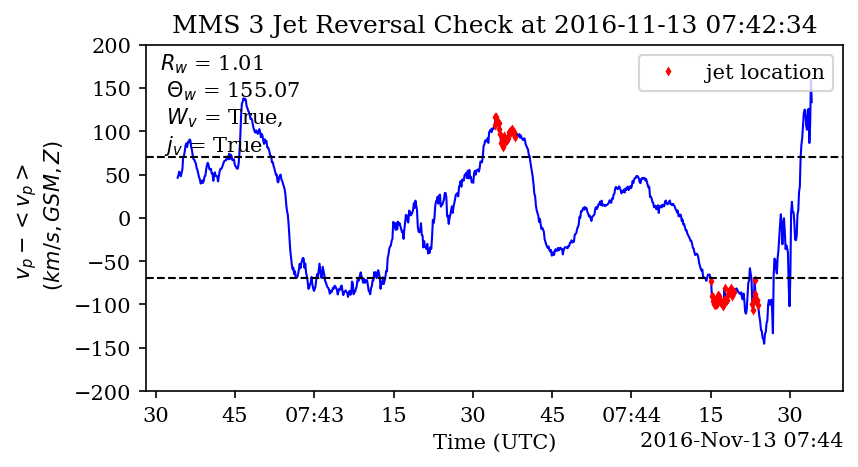 MMS 3 Jet Reversal Check at 2016-11-13 07:42:34
200
150
100
50
0
−50
−100
−150
−200
v_p − < v_p >
(km/s, GSM, Z)
R_w = 1.01
Θ_w = 155.07
W_v = True,
j_v = True
jet location
30 45 07:43 15 30 45 07:44 15 30
Time (UTC)
2016-Nov-13 07:44